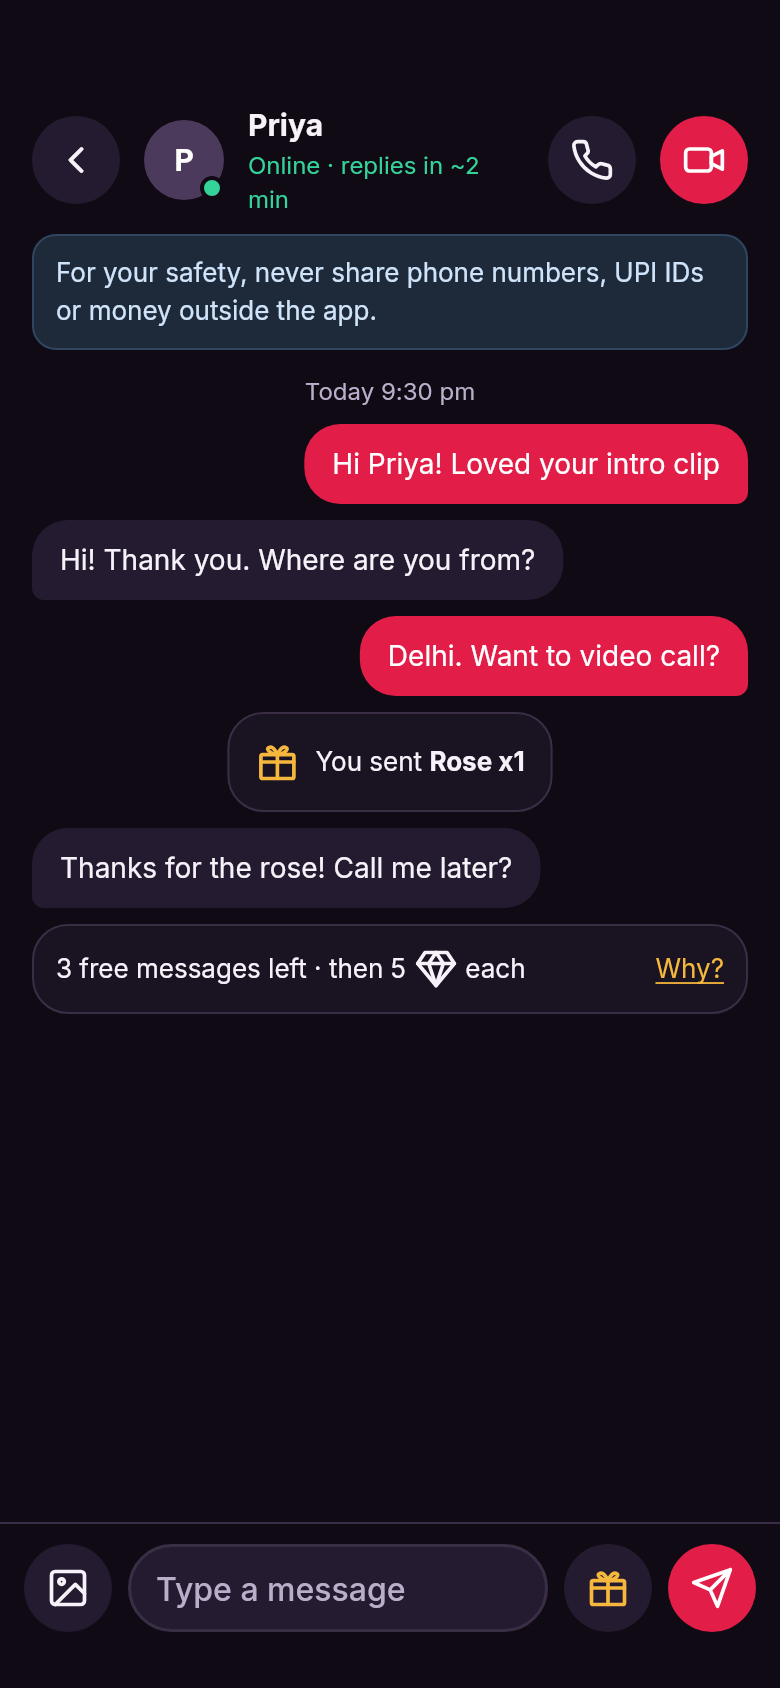 P
Priya
Online · replies in ~2
min
For your safety, never share phone numbers, UPI IDs
or money outside the app.
Today 9:30 pm
Hi Priya! Loved your intro clip
Hi! Thank you. Where are you from?
Delhi. Want to video call?
You sent Rose x1
Thanks for the rose! Call me later?
3 free messages left · then 5 each
Why?
Type a message